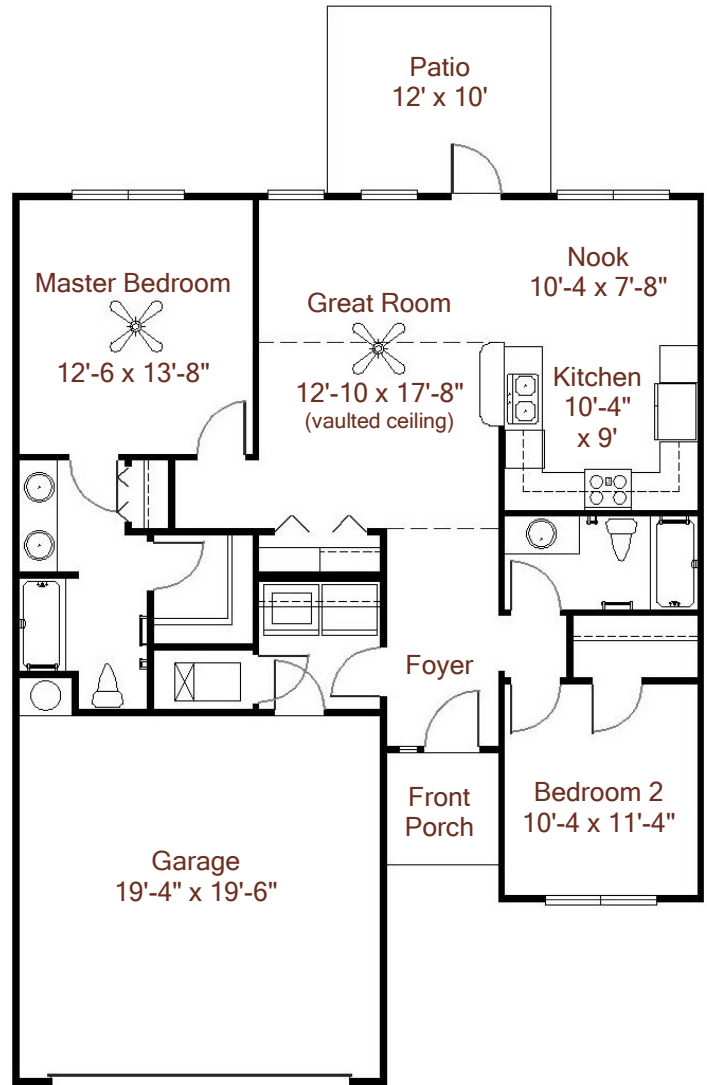 Patio
12' x 10'
Nook
10'-4 x 7'-8"
Master Bedroom
12'-6 x 13'-8"
Great Room
12'-10 x 17'-8"
(vaulted ceiling)
Kitchen
10'-4"
x 9'
Foyer
Front
Porch
Bedroom 2
10'-4 x 11'-4"
Garage
19'-4" x 19'-6"